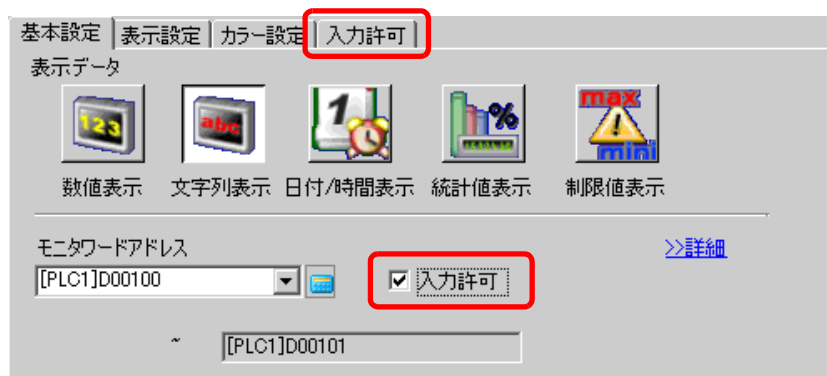 基本設定 表示設定 カラー設定 入力許可
表示データ
123 abc 1 % max mini
数値表示 文字列表示 日付/時間表示 統計値表示 制限値表示
モニタワードアドレス >>詳細
[PLC1]D00100 入力許可
~ [PLC1]D00101